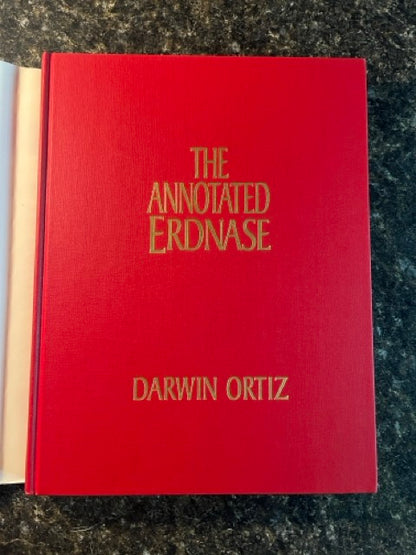 THE
ANNOTATED
ERDNASE
DARWIN ORTIZ